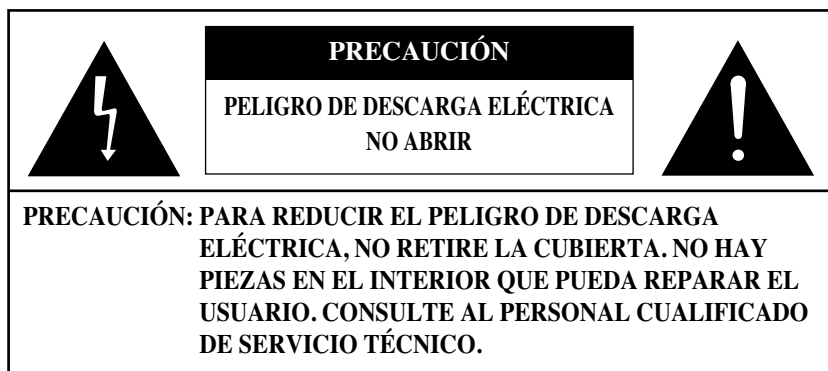 PRECAUCIÓN
PELIGRO DE DESCARGA ELÉCTRICA
NO ABRIR
PRECAUCIÓN: PARA REDUCIR EL PELIGRO DE DESCARGA
ELÉCTRICA, NO RETIRE LA CUBIERTA. NO HAY
PIEZAS EN EL INTERIOR QUE PUEDA REPARAR EL
USUARIO. CONSULTE AL PERSONAL CUALIFICADO
DE SERVICIO TÉCNICO.